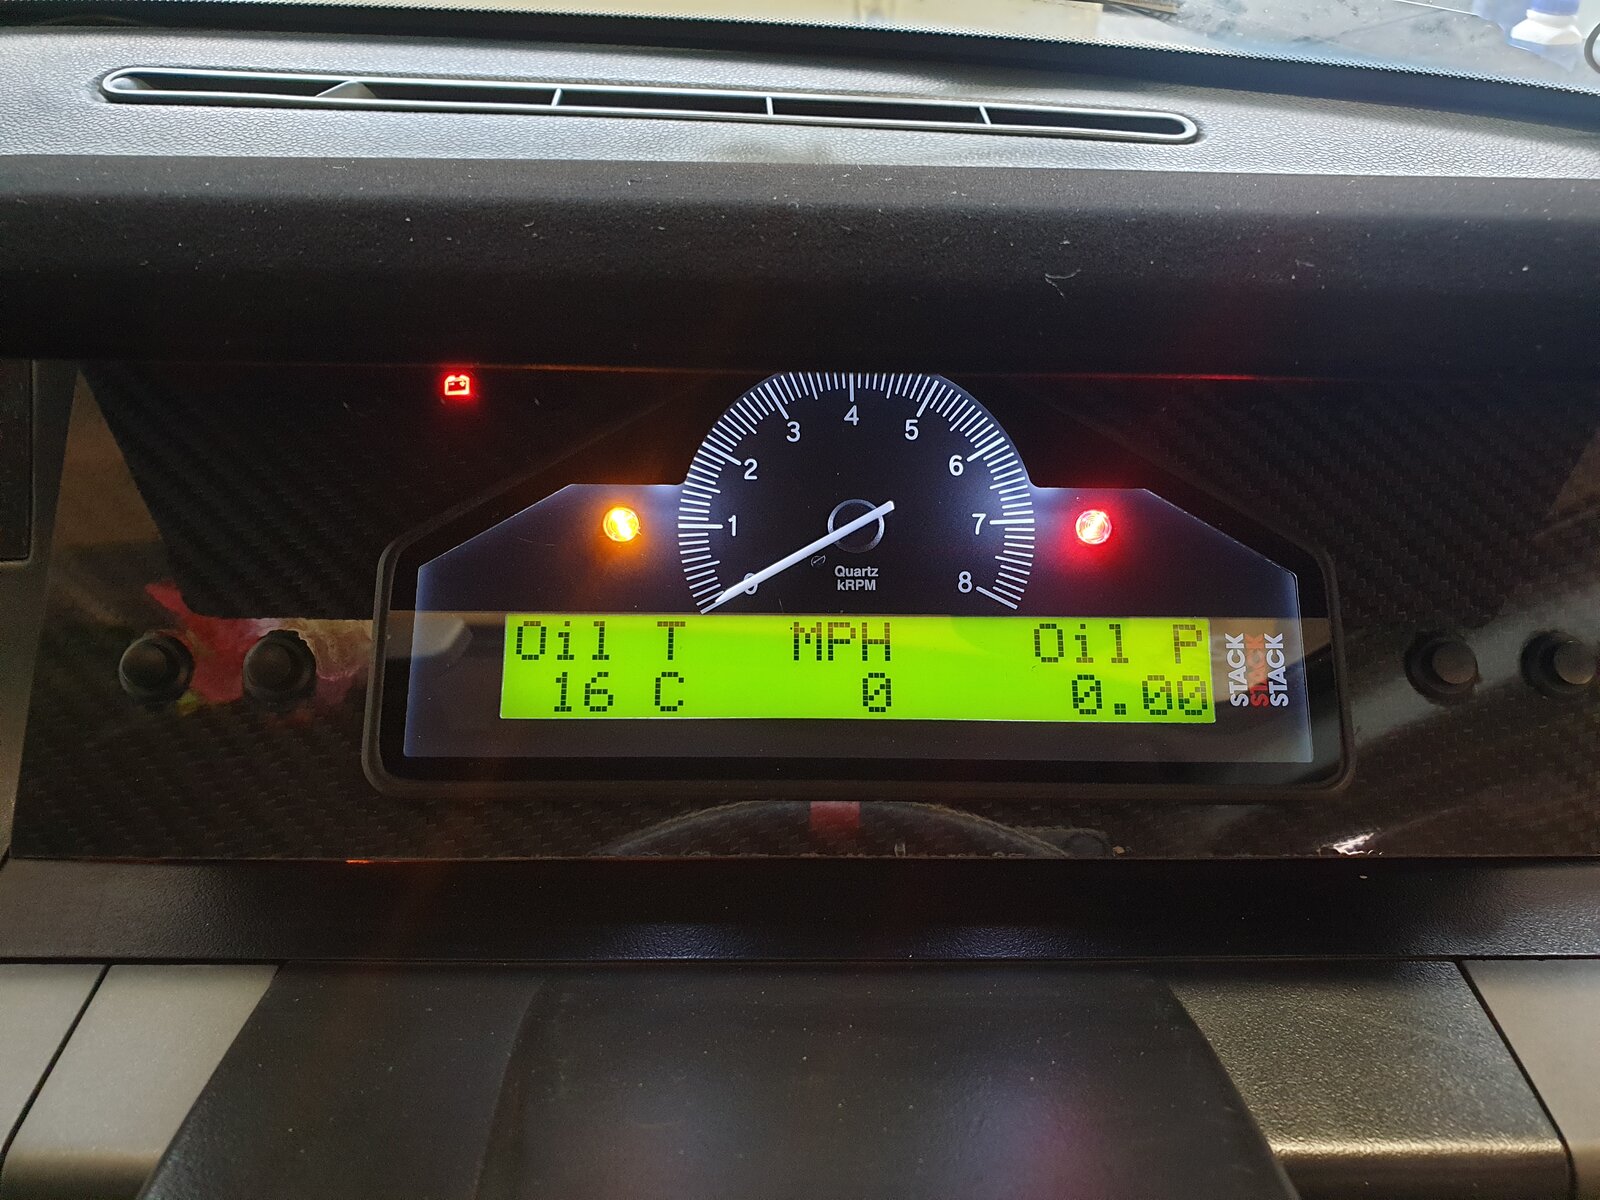 4
3
5
2
6
1
7
0
8
Quartz
kRPM
Oil T MPH Oil P
16 C 0 0.00
STACK
STACK
STACK